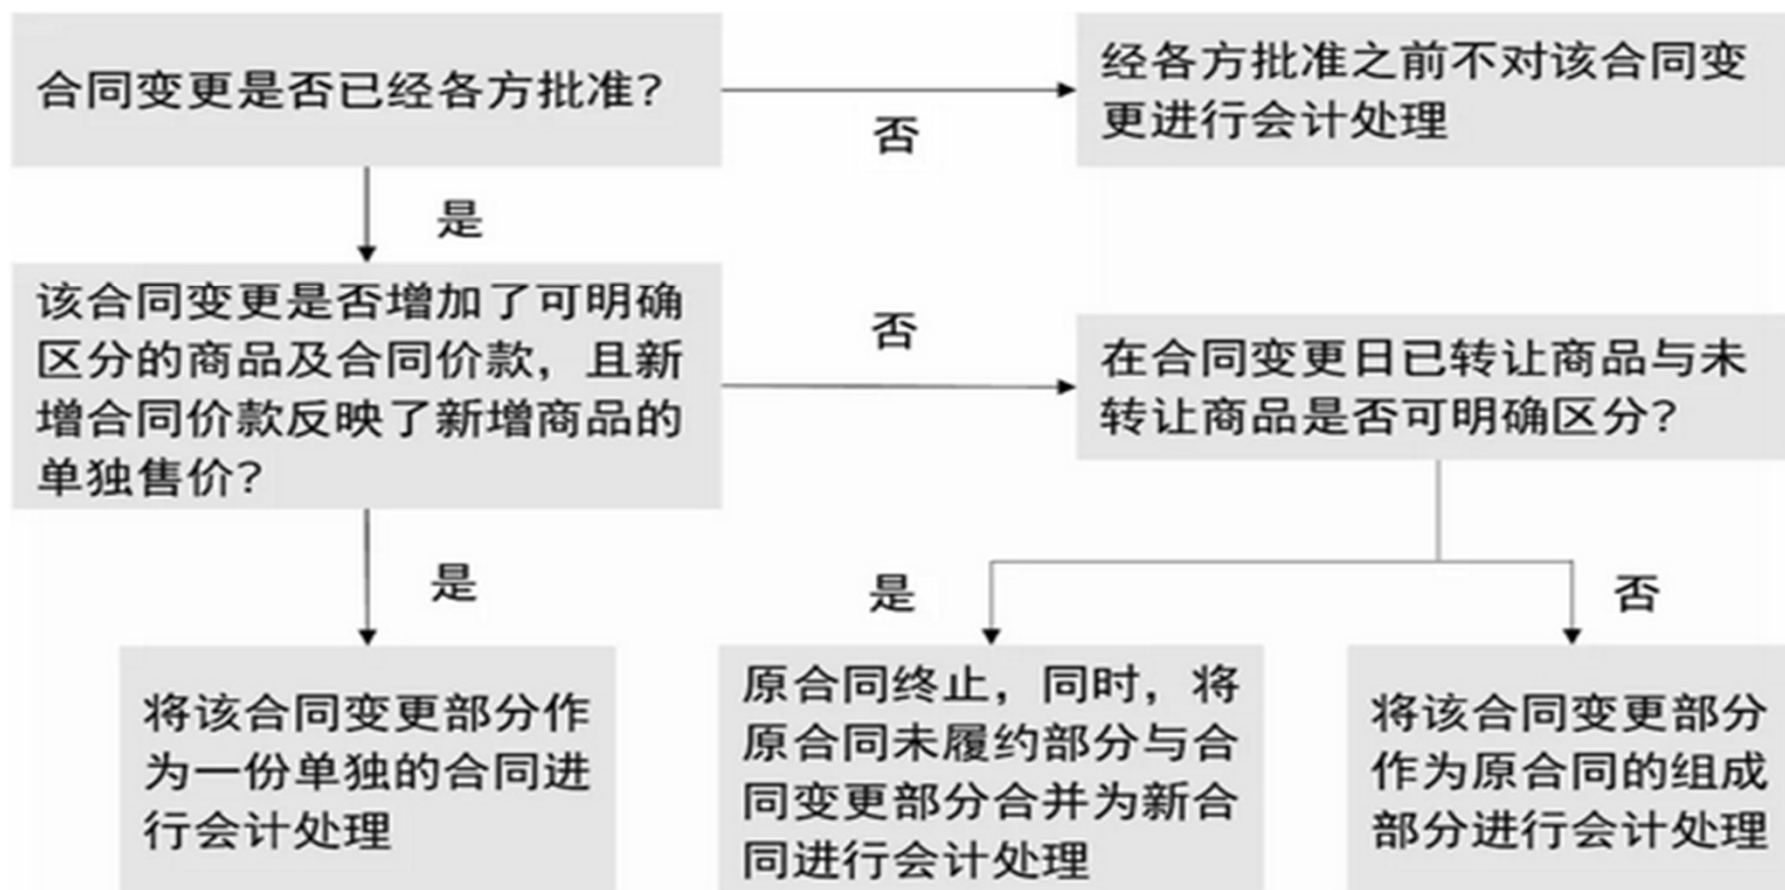 合同变更是否已经各方批准?
否
经各方批准之前不对该合同变
更进行会计处理
是
该合同变更是否增加了可明确
区分的商品及合同价款，且新
增合同价款反映了新增商品的
单独售价?
否
在合同变更日已转让商品与未
转让商品是否可明确区分?
是
将该合同变更部分作
为一份单独的合同进
行会计处理
是
原合同终止，同时，将
原合同未履约部分与合
同变更部分合并为新合
同进行会计处理
否
将该合同变更部分
作为原合同的组成
部分进行会计处理